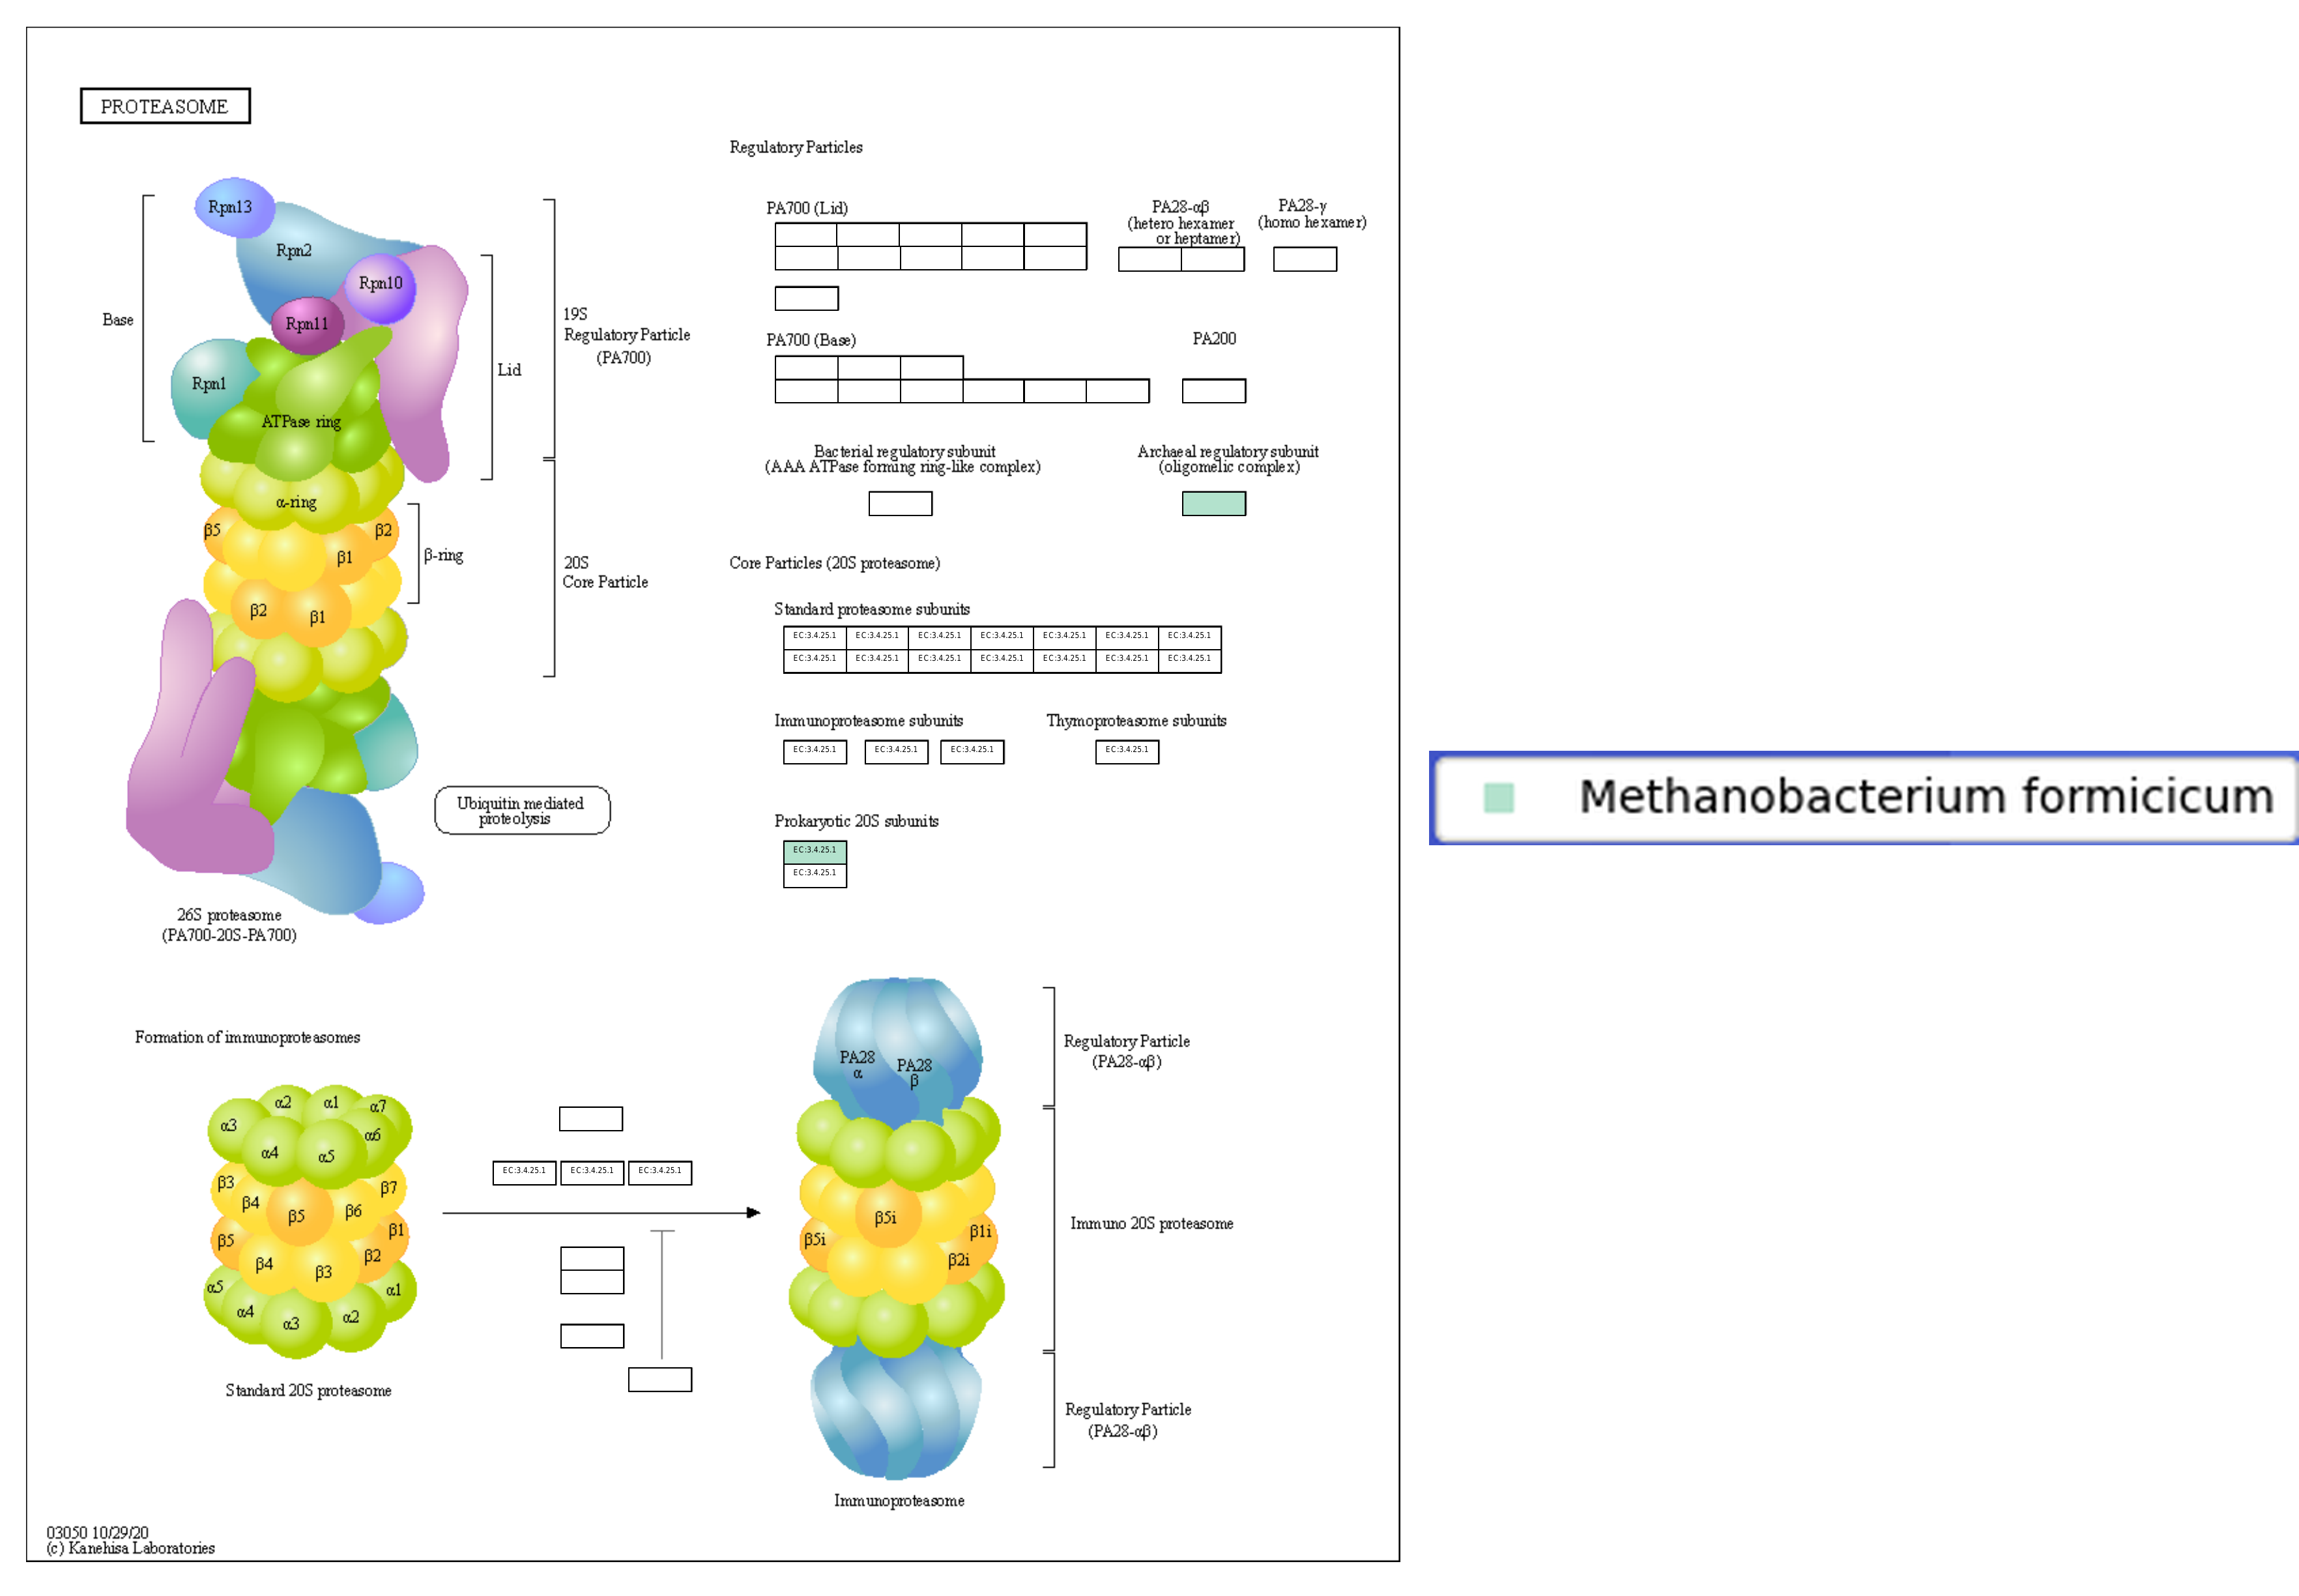 PROTEASOME
Rpn13
Rpn2
Rpn10
Rpn11
Rpn1
ATPase ring
α-ring
β5
β2
β1
β2
β1
Base
Lid
β-ring
19S
Regulatory Particle
(PA700)
20S
Core Particle
Ubiquitin mediated
proteolysis
26S proteasome
(PA700-20S-PA700)
Regulatory Particles
PA700 (Lid)
PA28-αβ
(hetero hexamer
or heptamer)
PA28-γ
(homo hexamer)
PA700 (Base)
PA200
Bacterial regulatory subunit
(AAA ATPase forming ring-like complex)
Archaeal regulatory subunit
(oligomelic complex)
Core Particles (20S proteasome)
Standard proteasome subunits
EC:3.4.25.1 EC:3.4.25.1 EC:3.4.25.1 EC:3.4.25.1 EC:3.4.25.1 EC:3.4.25.1 EC:3.4.25.1
EC:3.4.25.1 EC:3.4.25.1 EC:3.4.25.1 EC:3.4.25.1 EC:3.4.25.1 EC:3.4.25.1 EC:3.4.25.1
Immunoproteasome subunits
EC:3.4.25.1 EC:3.4.25.1 EC:3.4.25.1
Thymoproteasome subunits
EC:3.4.25.1
Prokaryotic 20S subunits
EC:3.4.25.1
EC:3.4.25.1
Methanobacterium formicicum
Formation of immunoproteasomes
α2 α1 α7
α3 α6
α4 α5
β3 β7
β4 β6
β5
β5 β1
β4 β3 β2
α5 α1
α4 α3 α2
Standard 20S proteasome
EC:3.4.25.1 EC:3.4.25.1 EC:3.4.25.1
PA28
α
PA28
β
β5i
β5i
β1i
β2i
Immunoproteasome
Regulatory Particle
(PA28-αβ)
Immuno 20S proteasome
Regulatory Particle
(PA28-αβ)
03050 10/29/20
(c) Kanehisa Laboratories